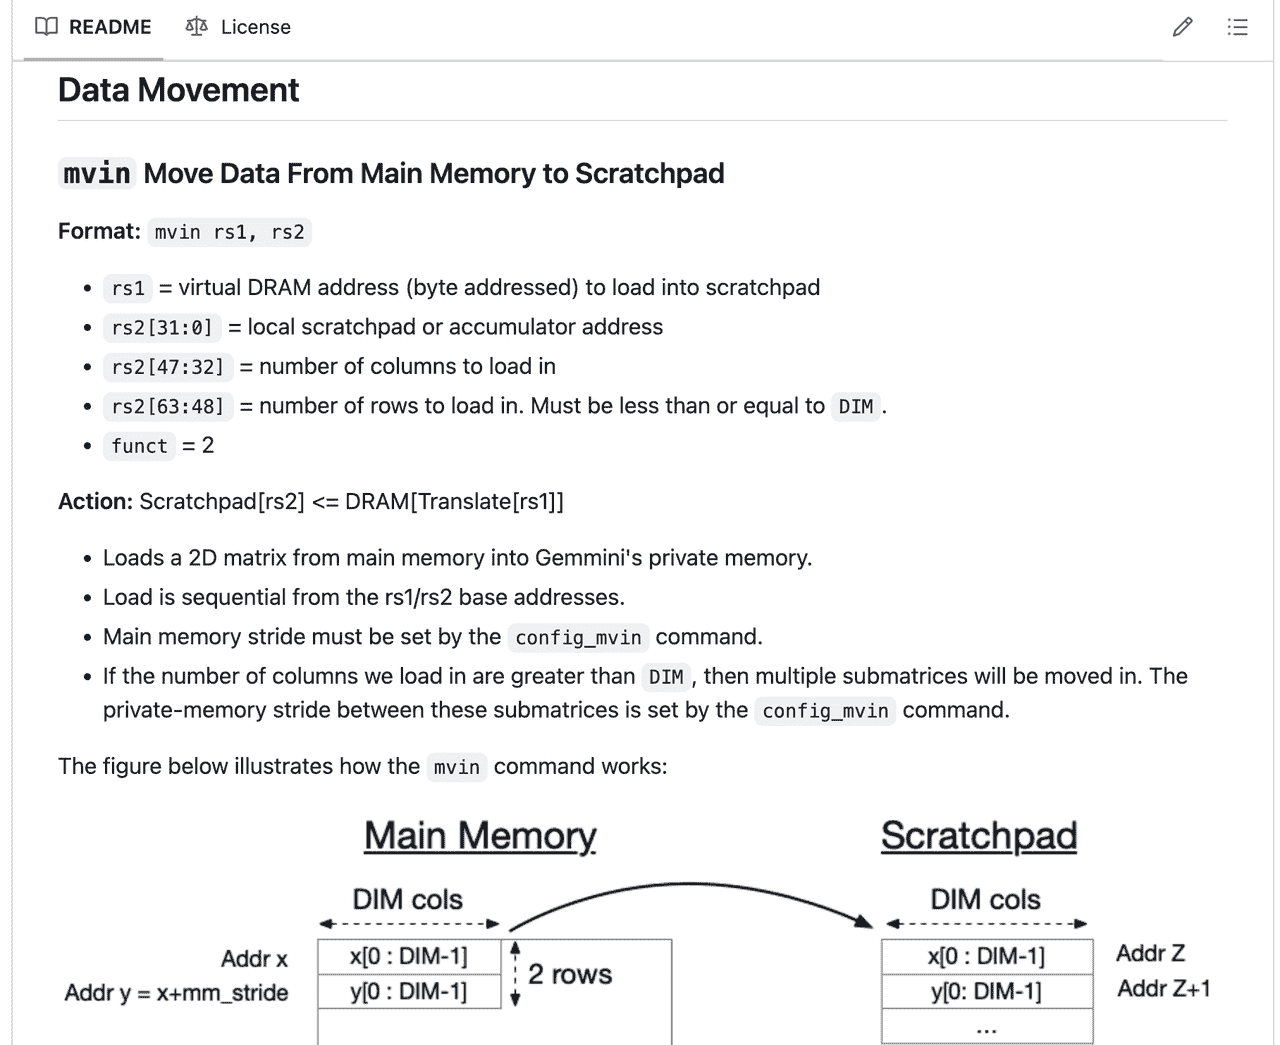 README License
Data Movement
mvin Move Data From Main Memory to Scratchpad
Format: mvin rs1, rs2
• rs1 = virtual DRAM address (byte addressed) to load into scratchpad
• rs2[31:0] = local scratchpad or accumulator address
• rs2[47:32] = number of columns to load in
• rs2[63:48] = number of rows to load in. Must be less than or equal to DIM.
• funct = 2
Action: Scratchpad[rs2] <= DRAM[Translate[rs1]]
• Loads a 2D matrix from main memory into Gemmini's private memory.
• Load is sequential from the rs1/rs2 base addresses.
• Main memory stride must be set by the config_mvin command.
• If the number of columns we load in are greater than DIM, then multiple submatrices will be moved in. The
private-memory stride between these submatrices is set by the config_mvin command.
The figure below illustrates how the mvin command works:
Main Memory
DIM cols
Addr x
x[0 : DIM-1]
2 rows
Addr y = x+mm_stride
y[0 : DIM-1]
Scratchpad
DIM cols
x[0 : DIM-1]
Addr Z
y[0: DIM-1]
Addr Z+1
...